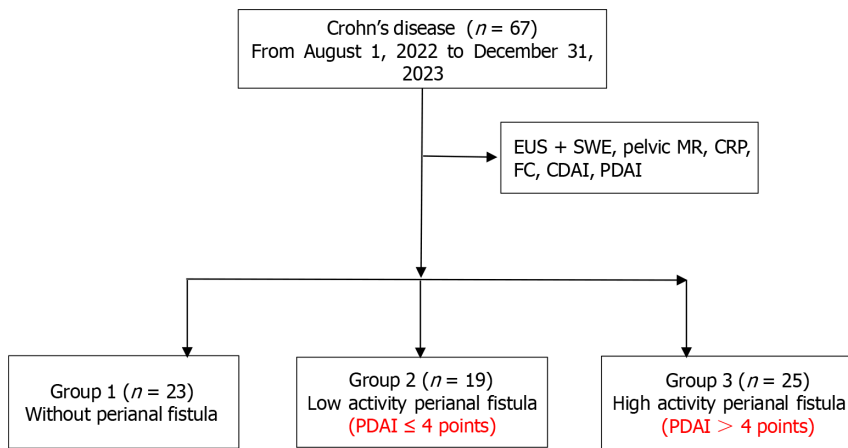 Crohn’s disease (n = 67)
From August 1, 2022 to December 31,
2023
EUS + SWE, pelvic MR, CRP,
FC, CDAI, PDAI
Group 1 (n = 23)
Without perianal fistula
Group 2 (n = 19)
Low activity perianal fistula
(PDAI ≤ 4 points)
Group 3 (n = 25)
High activity perianal fistula
(PDAI > 4 points)